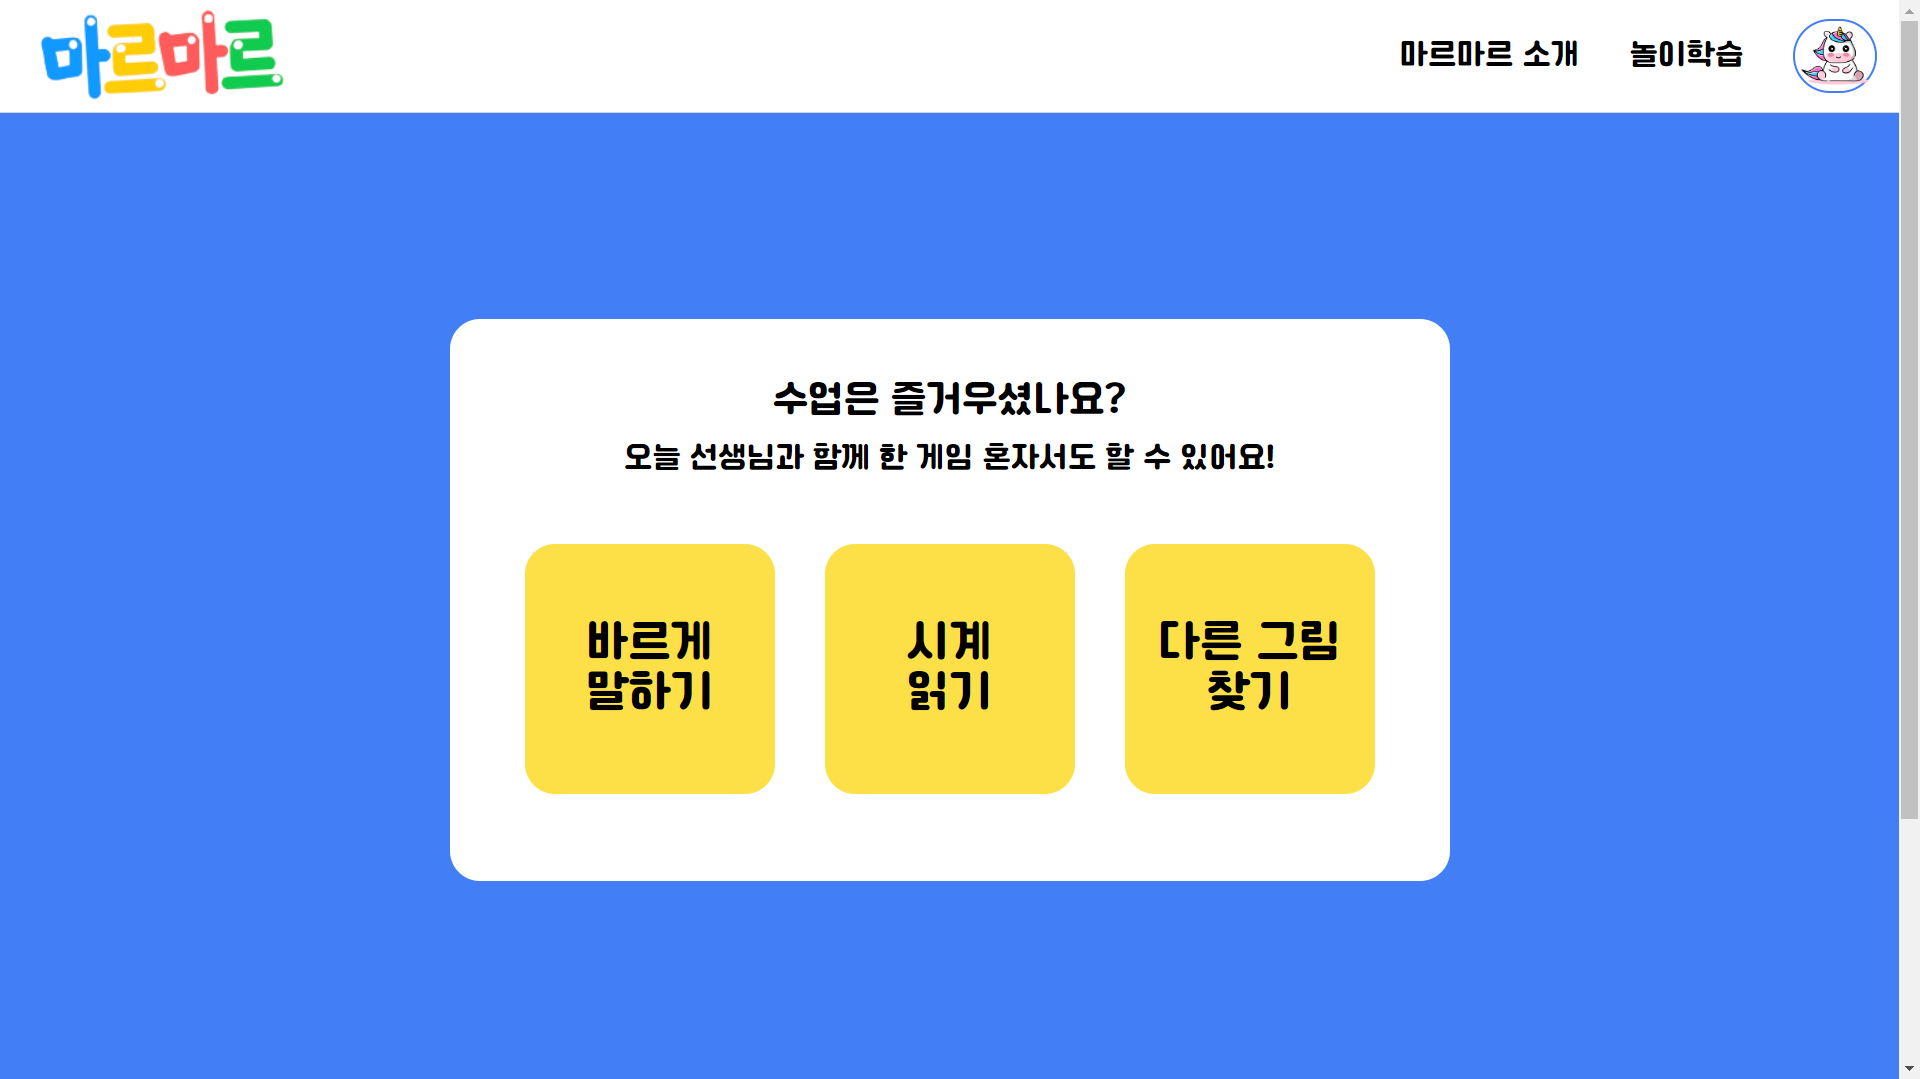 마르마르
마르마르 소개
놀이학습
수업은 즐거우셨나요?
오늘 선생님과 함께 한 게임 혼자서도 할 수 있어요!
바르게
말하기
시계
읽기
다른 그림
찾기